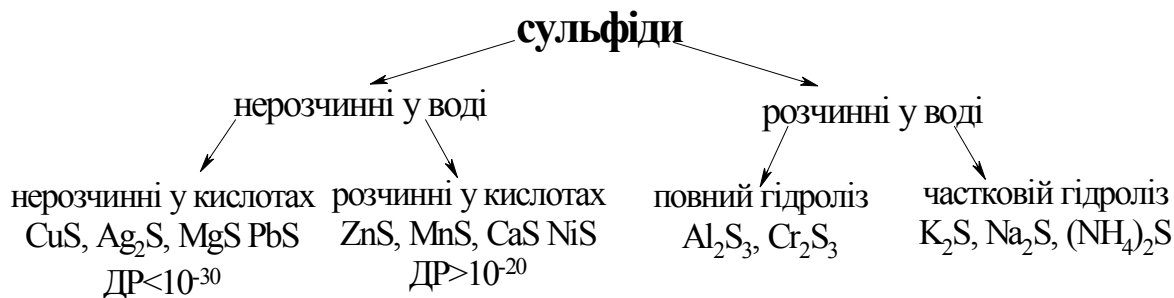 сульфіди
нерозчинні у воді
розчинні у воді
нерозчинні у кислотах
CuS, Ag₂S, MgS PbS
ДР<10⁻³⁰
розчинні у кислотах
ZnS, MnS, CaS NiS
ДР>10⁻²⁰
повний гідроліз
Al₂S₃, Cr₂S₃
частковій гідроліз
K₂S, Na₂S, (NH₄)₂S